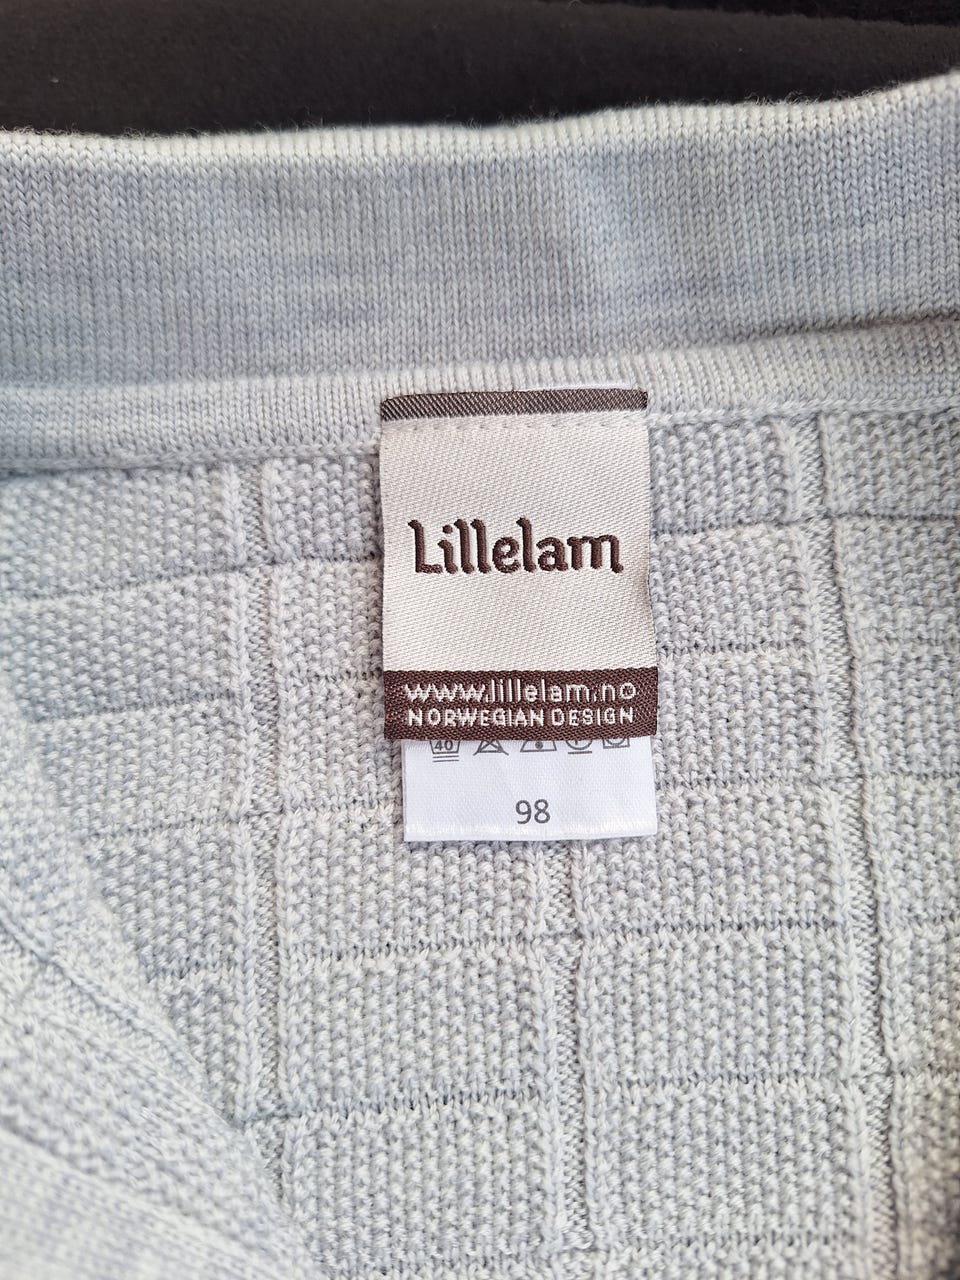 Lillelam
www.lillelam.no
NORWEGIAN DESIGN
40
98